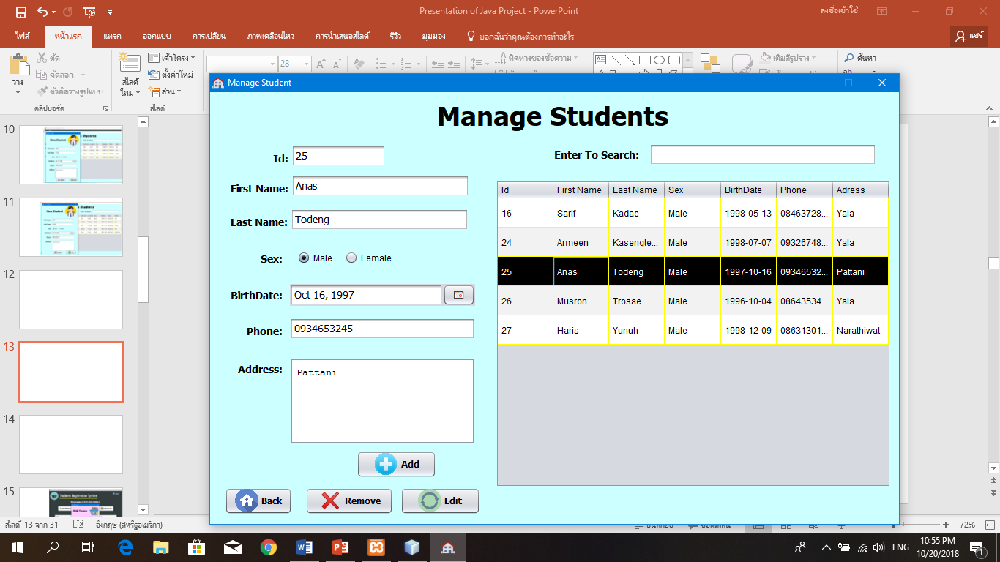 Presentation of Java Project - PowerPoint
ลงชื่อเข้าใช้
ไฟล์ หน้าแรก แทรก ออกแบบ การเปลี่ยน ภาพเคลื่อนไหว การนำเสนอสไลด์ รีวิว มุมมอง บอกฉันว่าคุณต้องการทำอะไร แชร์
วาง
ตัด
คัดลอก
ตัวคัดวางรูปแบบ
คลิปบอร์ด
สไลด์
ใหม่
เค้าโครง
ตั้งค่าใหม่
ส่วน
สไลด์
28
ทิศทางของข้อความ
เติมสีรูปร่าง
ค้นหา
Manage Student
Manage Students
Id: 25
First Name: Anas
Last Name: Todeng
Sex: Male Female
BirthDate: Oct 16, 1997
Phone: 0934653245
Address: Pattani
Add
Back Remove Edit
Enter To Search:
Id First Name Last Name Sex BirthDate Phone Adress
16 Sarif Kadae Male 1998-05-13 08463728... Yala
24 Armeen Kasengte... Male 1998-07-07 09326748... Yala
25 Anas Todeng Male 1997-10-16 09346532... Pattani
26 Musron Trosae Male 1996-10-04 08643534... Yala
27 Haris Yunuh Male 1998-12-09 08631301... Narathiwat
10
11
12
13
14
15
สไลด์ 13 จาก 31 อังกฤษ (สหรัฐอเมริกา)
72%
ENG
10:55 PM
10/20/2018
1